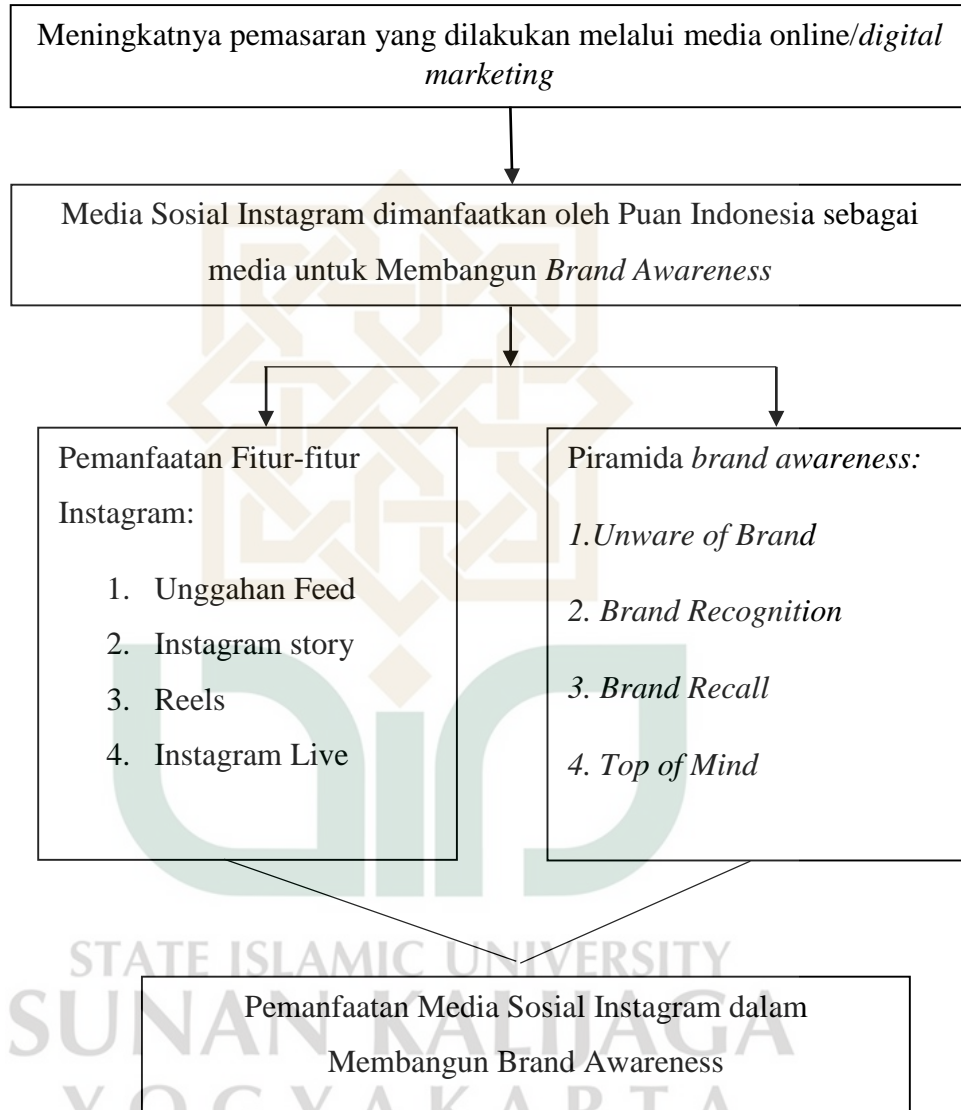 Meningkatnya pemasaran yang dilakukan melalui media online/digital
marketing
Media Sosial Instagram dimanfaatkan oleh Puan Indonesia sebagai
media untuk Membangun Brand Awareness
Pemanfaatan Fitur-fitur
Instagram:
1. Unggahan Feed
2. Instagram story
3. Reels
4. Instagram Live
Piramida brand awareness:
1.Unware of Brand
2. Brand Recognition
3. Brand Recall
4. Top of Mind
STATE ISLAMIC UNIVERSITY
SUNAN KALIJAGA
YOGYAKARTA
Pemanfaatan Media Sosial Instagram dalam
Membangun Brand Awareness